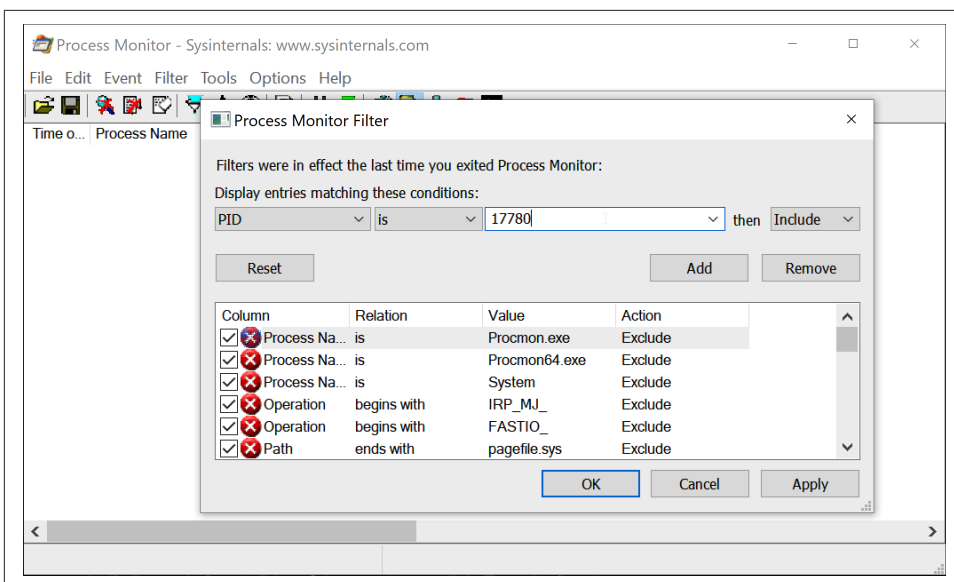 Process Monitor - Sysinternals: www.sysinternals.com
File Edit Event Filter Tools Options Help
Time o... Process Name
Process Monitor Filter
Filters were in effect the last time you exited Process Monitor:
Display entries matching these conditions:
PID is 17780 then Include
Reset Add Remove
Column Relation Value Action
Process Na... is Procmon.exe Exclude
Process Na... is Procmon64.exe Exclude
Process Na... is System Exclude
Operation begins with IRP_MJ_ Exclude
Operation begins with FASTIO_ Exclude
Path ends with pagefile.sys Exclude
OK Cancel Apply